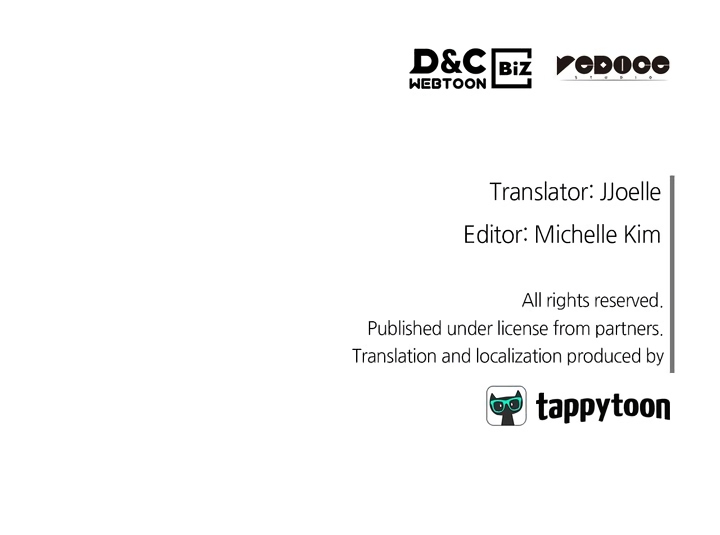 D&C BiZ
WEBTOON
REDICE
STUDIO
Translator: JJoelle
Editor: Michelle Kim
All rights reserved.
Published under license from partners.
Translation and localization produced by
tappytoon